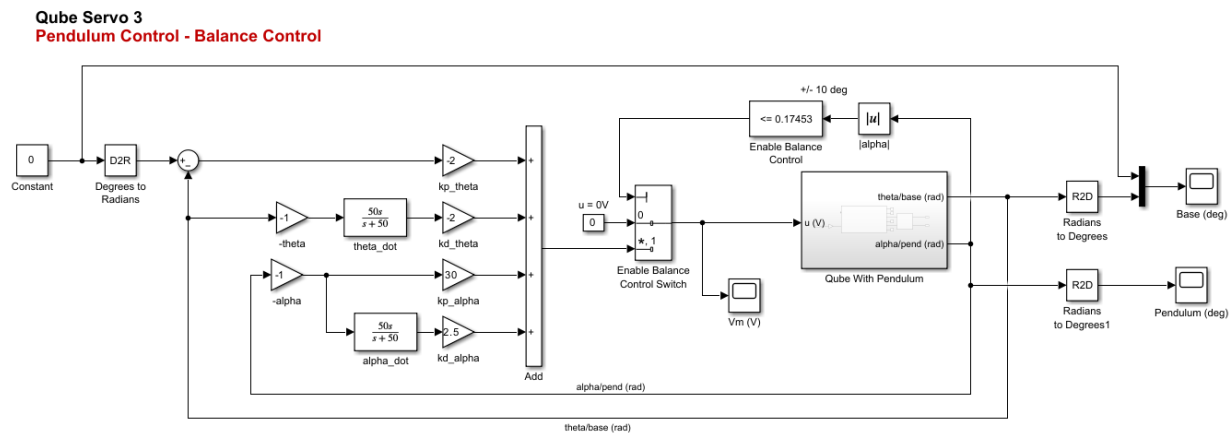 Qube Servo 3
Pendulum Control - Balance Control
+/- 10 deg
<= 0.17453
|u|
Enable Balance
Control
|alpha|
0
Constant
D2R
Degrees to
Radians
+
-
-2
kp_theta
+
-1
-theta
50s
s + 50
theta_dot
-2
kd_theta
+
-1
-alpha
30
kp_alpha
+
50s
s + 50
alpha_dot
2.5
kd_alpha
+
Add
u = 0V
0
0
*, 1
Enable Balance
Control Switch
Vm (V)
u (V)
theta/base (rad)
alpha/pend (rad)
Qube With Pendulum
R2D
Radians
to Degrees
Base (deg)
R2D
Radians
to Degrees1
Pendulum (deg)
alpha/pend (rad)
theta/base (rad)